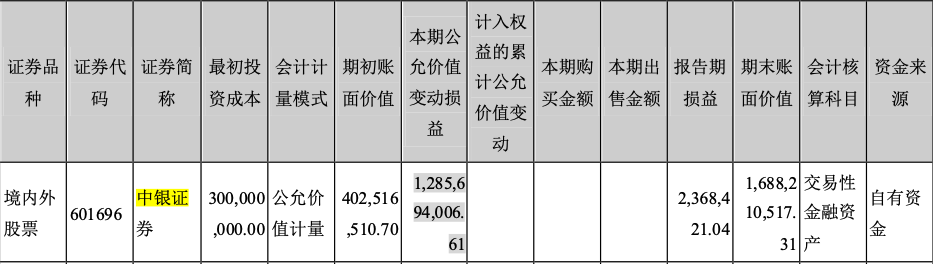 证券品
种
证券代
码
证券简
称
最初投
资成本
会计计
量模式
期初账
面价值
本期公
允价值
变动损
益
计入权
益的累
计公允
价值变
动
本期购
买金额
本期出
售金额
报告期
损益
期末账
面价值
会计核
算科目
资金来
源
境内外
股票
601696
中银证
券
300,000
,000.00
公允价
值计量
402,516
,510.70
1,285,6
94,006.
61
2,368,4
21.04
1,688,2
10,517.
31
交易性
金融资
产
自有资
金